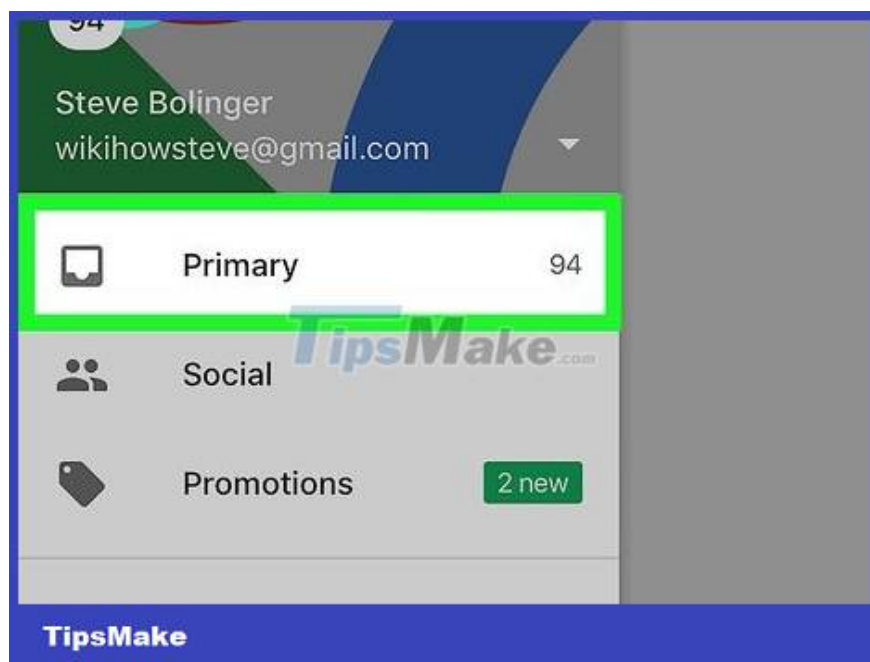 94
Steve Bolinger
wikihowsteve@gmail.com
Primary 94
TipsMake.com
Social
Promotions 2 new
TipsMake